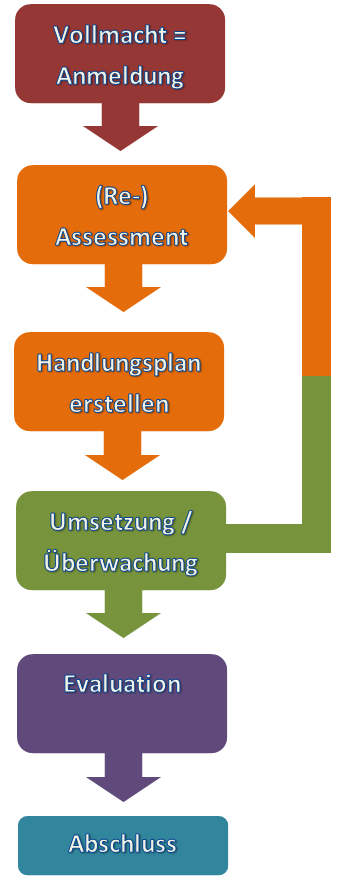 Vollmacht =
Anmeldung
(Re-)
Assessment
Handlungsplan
erstellen
Umsetzung /
Überwachung
Evaluation
Abschluss